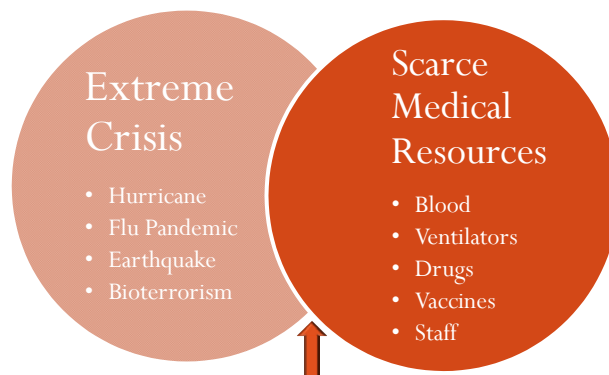 Extreme
Crisis
• Hurricane
• Flu Pandemic
• Earthquake
• Bioterrorism
Scarce
Medical
Resources
• Blood
• Ventilators
• Drugs
• Vaccines
• Staff